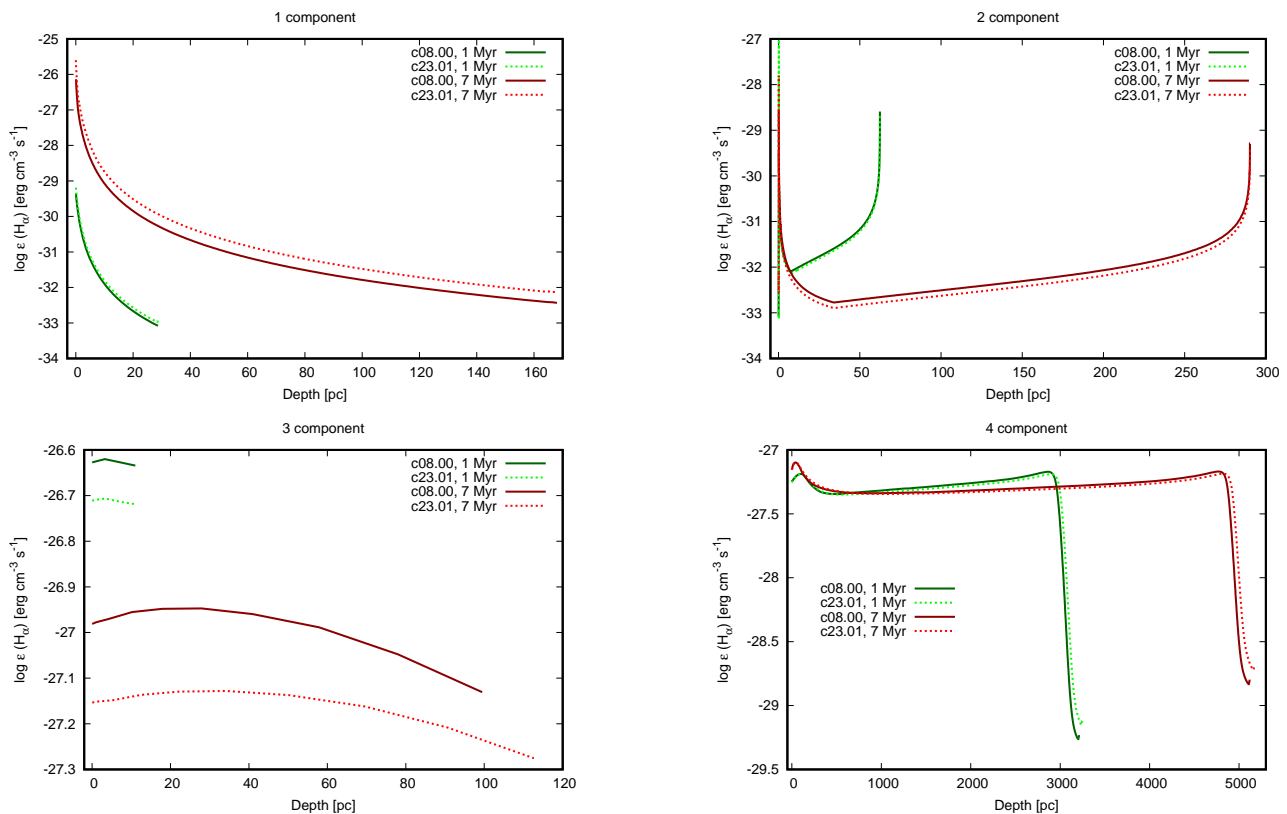 1 component
log ε (Hα) [erg cm-3 s-1]
-25
-26
-27
-28
-29
-30
-31
-32
-33
-34
c08.00, 1 Myr
c23.01, 1 Myr
c08.00, 7 Myr
c23.01, 7 Myr
0 20 40 60 80 100 120 140 160
Depth [pc]
2 component
log ε (Hα) [erg cm-3 s-1]
-27
-28
-29
-30
-31
-32
-33
-34
c08.00, 1 Myr
c23.01, 1 Myr
c08.00, 7 Myr
c23.01, 7 Myr
0 50 100 150 200 250 300
Depth [pc]
3 component
log ε (Hα) [erg cm-3 s-1]
-26.6
-26.7
-26.8
-26.9
-27
-27.1
-27.2
-27.3
c08.00, 1 Myr
c23.01, 1 Myr
c08.00, 7 Myr
c23.01, 7 Myr
0 20 40 60 80 100 120
Depth [pc]
4 component
log ε (Hα) [erg cm-3 s-1]
-27
-27.5
-28
-28.5
-29
-29.5
c08.00, 1 Myr
c23.01, 1 Myr
c08.00, 7 Myr
c23.01, 7 Myr
0 1000 2000 3000 4000 5000
Depth [pc]